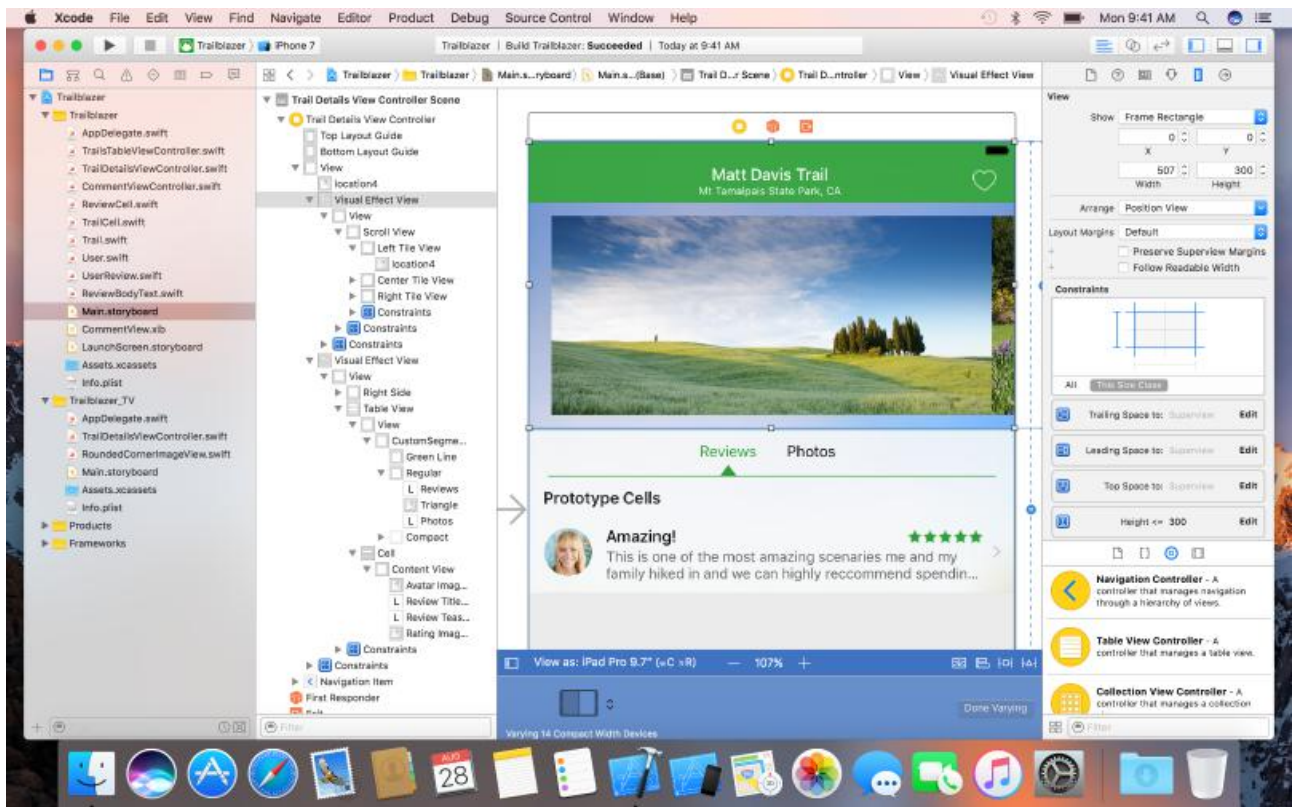 Xcode File Edit View Find Navigate Editor Product Debug Source Control Window Help
Mon 9:41 AM
Trailblazer iPhone 7
Trailblazer | Build Trailblazer: Succeeded | Today at 9:41 AM
Trailblazer Trailblazer Main.s...ryboard Main.s...(Base) Trail D...r Scene Trail D...ntroller View Visual Effect View
Trailblazer
Trailblazer
AppDelegate.swift
TrailsTableViewController.swift
TrailDetailsViewController.swift
CommentViewController.swift
ReviewCell.swift
TrailCell.swift
Trail.swift
User.swift
UserReview.swift
ReviewBodyText.swift
Main.storyboard
CommentView.xib
LaunchScreen.storyboard
Assets.xcassets
Info.plist
Trailblazer_TV
AppDelegate.swift
TrailDetailsViewController.swift
RoundedCornerImageView.swift
Main.storyboard
Assets.xcassets
Info.plist
Products
Frameworks
Trail Details View Controller Scene
Trail Details View Controller
Top Layout Guide
Bottom Layout Guide
View
location4
Visual Effect View
View
Scroll View
Left Tile View
location4
Center Tile View
Right Tile View
Constraints
Constraints
Constraints
Visual Effect View
View
Right Side
Table View
View
CustomSegme...
Green Line
Regular
L Reviews
Triangle
L Photos
Compact
Cell
Content View
Avatar Imag...
L Review Title...
L Review Teas...
Rating Imag...
Constraints
Constraints
Navigation Item
First Responder
Exit
Filter
Matt Davis Trail
Mt Tamalpais State Park, CA
Reviews Photos
Prototype Cells
Amazing!
This is one of the most amazing scenaries me and my
family hiked in and we can highly reccommend spendin...
View as: iPad Pro 9.7" (wC hR) — 107% +
Done Varying
Varying 14 Compact Width Devices
View
Show Frame Rectangle
0 0
X Y
507 300
Width Height
Arrange Position View
Layout Margins Default
Preserve Superview Margins
Follow Readable Width
Constraints
All This Size Class
Trailing Space to: Superview Edit
Leading Space to: Superview Edit
Top Space to: Superview Edit
Height <= 300 Edit
Navigation Controller - A
controller that manages navigation
through a hierarchy of views.
Table View Controller - A
controller that manages a table view.
Collection View Controller - A
controller that manages a collection
Filter
AUG
28